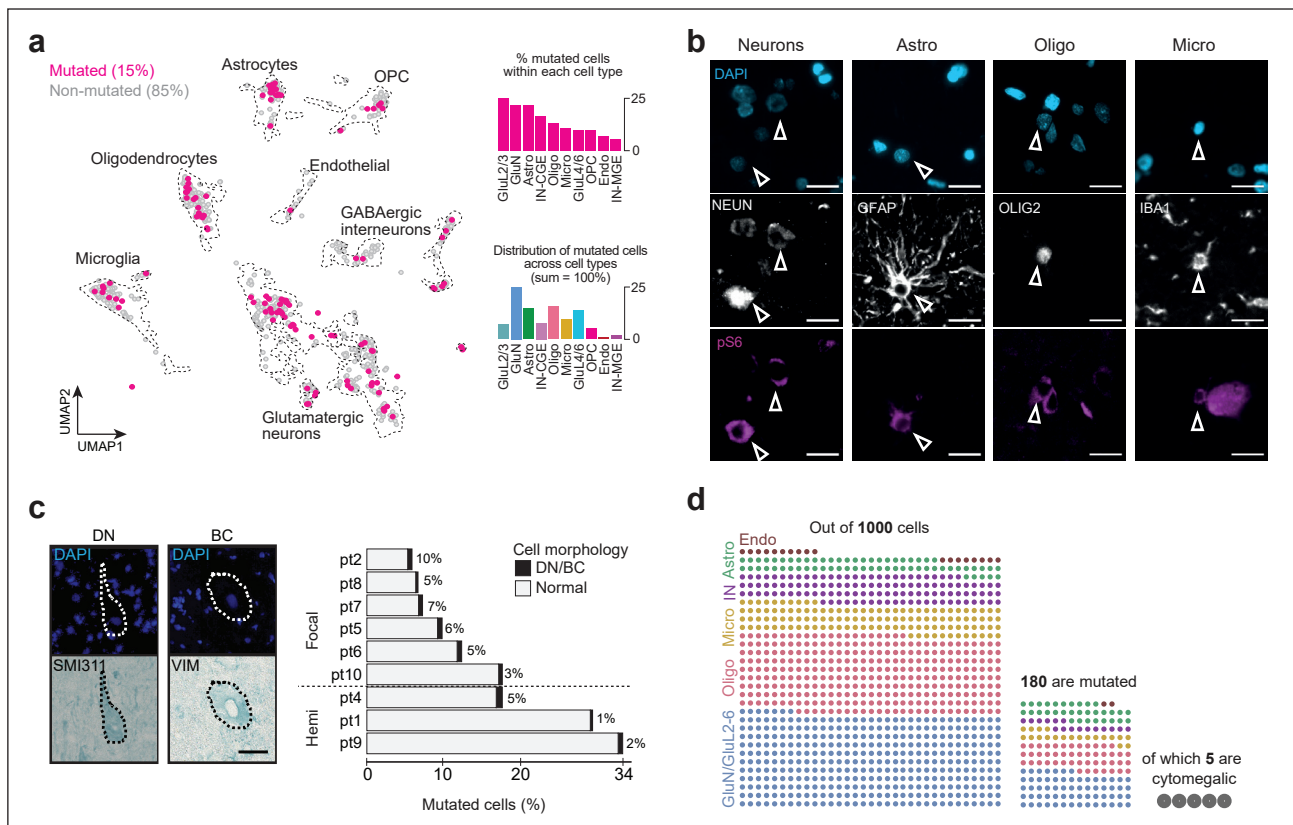 a
Mutated (15%)
Non-mutated (85%)
Astrocytes
OPC
Oligodendrocytes
Endothelial
GABAergic
interneurons
Microglia
Glutamatergic
neurons
UMAP2
UMAP1
% mutated cells
within each cell type
25
0
GluL2/3
GluN
Astro
IN-CGE
Oligo
Micro
GluL4/6
OPC
Endo
IN-MGE
Distribution of mutated cells
across cell types
(sum = 100%)
25
0
GluL2/3
GluN
Astro
IN-CGE
Oligo
Micro
GluL4/6
OPC
Endo
IN-MGE
b
Neurons
Astro
Oligo
Micro
DAPI
NEUN
GFAP
OLIG2
IBA1
pS6
c
DN
BC
DAPI
DAPI
SMI311
VIM
Focal
Hemi
pt2
10%
pt8
5%
pt7
7%
pt5
6%
pt6
5%
pt10
3%
pt4
5%
pt1
1%
pt9
2%
Cell morphology
DN/BC
Normal
0
10
20
34
Mutated cells (%)
d
Out of 1000 cells
Endo
Astro
IN
Micro
Oligo
GluN/GluL2-6
180 are mutated
of which 5 are
cytomegalic